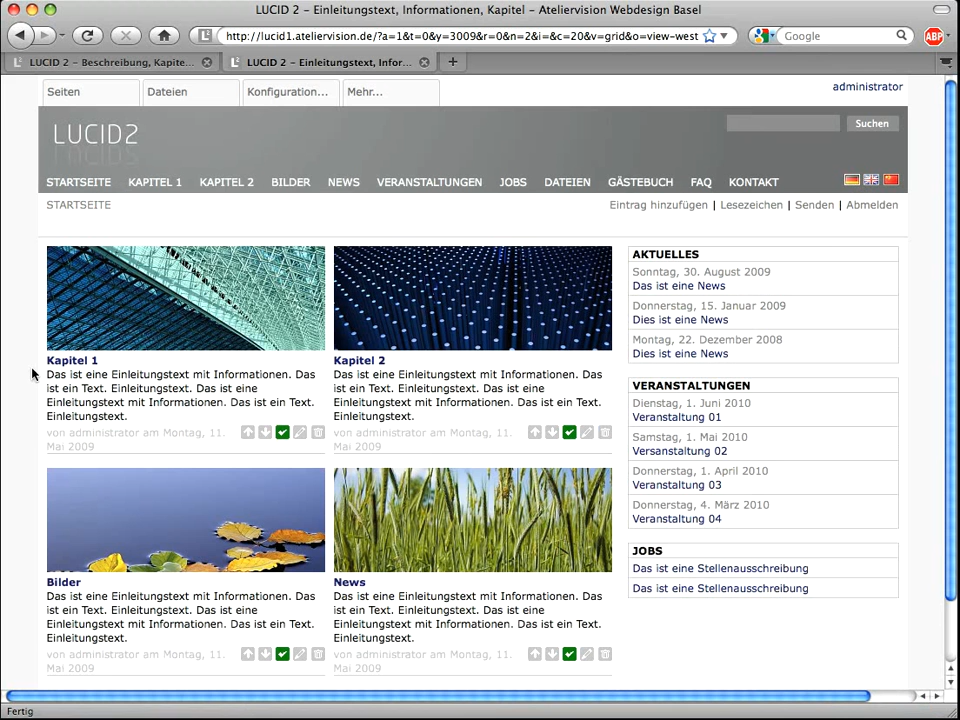 LUCID 2 – Einleitungstext, Informationen, Kapitel – Ateliervision Webdesign Basel
http://lucid1.ateliervision.de/?a=1&t=0&y=3009&r=0&n=2&i=&c=20&v=grid&o=view-west
Google
ABP
LUCID 2 – Beschreibung, Kapite...
LUCID 2 – Einleitungstext, Infor...
Seiten
Dateien
Konfiguration...
Mehr...
administrator
LUCID2
Suchen
STARTSEITE KAPITEL 1 KAPITEL 2 BILDER NEWS VERANSTALTUNGEN JOBS DATEIEN GÄSTEBUCH FAQ KONTAKT
STARTSEITE
Eintrag hinzufügen | Lesezeichen | Senden | Abmelden
Kapitel 1
Das ist eine Einleitungstext mit Informationen. Das
ist ein Text. Einleitungstext. Das ist eine
Einleitungstext mit Informationen. Das ist ein Text.
Einleitungstext.
von administrator am Montag, 11.
Mai 2009
Kapitel 2
Das ist eine Einleitungstext mit Informationen. Das
ist ein Text. Einleitungstext. Das ist eine
Einleitungstext mit Informationen. Das ist ein Text.
Einleitungstext.
von administrator am Montag, 11.
Mai 2009
Bilder
Das ist eine Einleitungstext mit Informationen. Das
ist ein Text. Einleitungstext. Das ist eine
Einleitungstext mit Informationen. Das ist ein Text.
Einleitungstext.
von administrator am Montag, 11.
Mai 2009
News
Das ist eine Einleitungstext mit Informationen. Das
ist ein Text. Einleitungstext. Das ist eine
Einleitungstext mit Informationen. Das ist ein Text.
Einleitungstext.
von administrator am Montag, 11.
Mai 2009
AKTUELLES
Sonntag, 30. August 2009
Das ist eine News
Donnerstag, 15. Januar 2009
Dies ist eine News
Montag, 22. Dezember 2008
Dies ist eine News
VERANSTALTUNGEN
Dienstag, 1. Juni 2010
Veranstaltung 01
Samstag, 1. Mai 2010
Versanstaltung 02
Donnerstag, 1. April 2010
Veranstaltung 03
Donnerstag, 4. März 2010
Veranstaltung 04
JOBS
Das ist eine Stellenausschreibung
Das ist eine Stellenausschreibung
Fertig